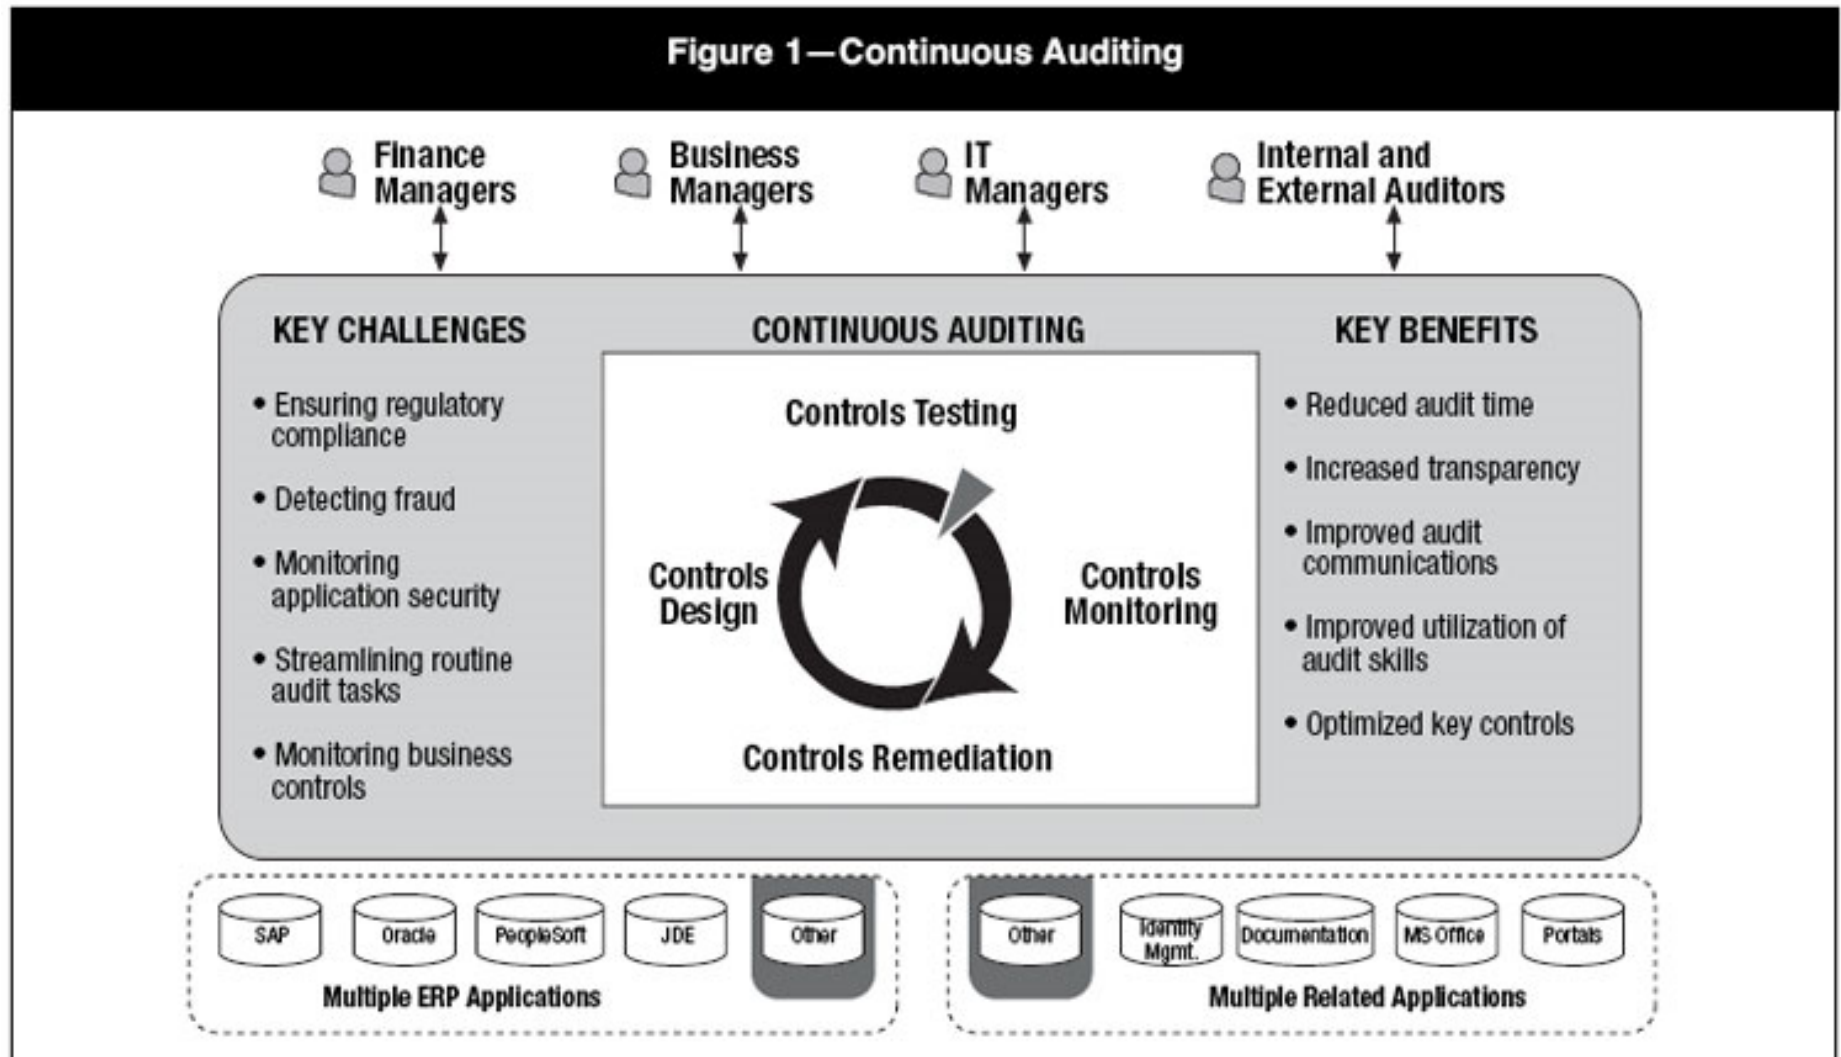 Figure 1—Continuous Auditing
Finance
Managers
Business
Managers
IT
Managers
Internal and
External Auditors
KEY CHALLENGES
• Ensuring regulatory
compliance
• Detecting fraud
• Monitoring
application security
• Streamlining routine
audit tasks
• Monitoring business
controls
CONTINUOUS AUDITING
Controls Testing
Controls
Design
Controls
Monitoring
Controls Remediation
KEY BENEFITS
• Reduced audit time
• Increased transparency
• Improved audit
communications
• Improved utilization of
audit skills
• Optimized key controls
SAP
Oracle
PeopleSoft
JDE
Other
Multiple ERP Applications
Other
Identity
Mgmt.
Documentation
MS Office
Portals
Multiple Related Applications